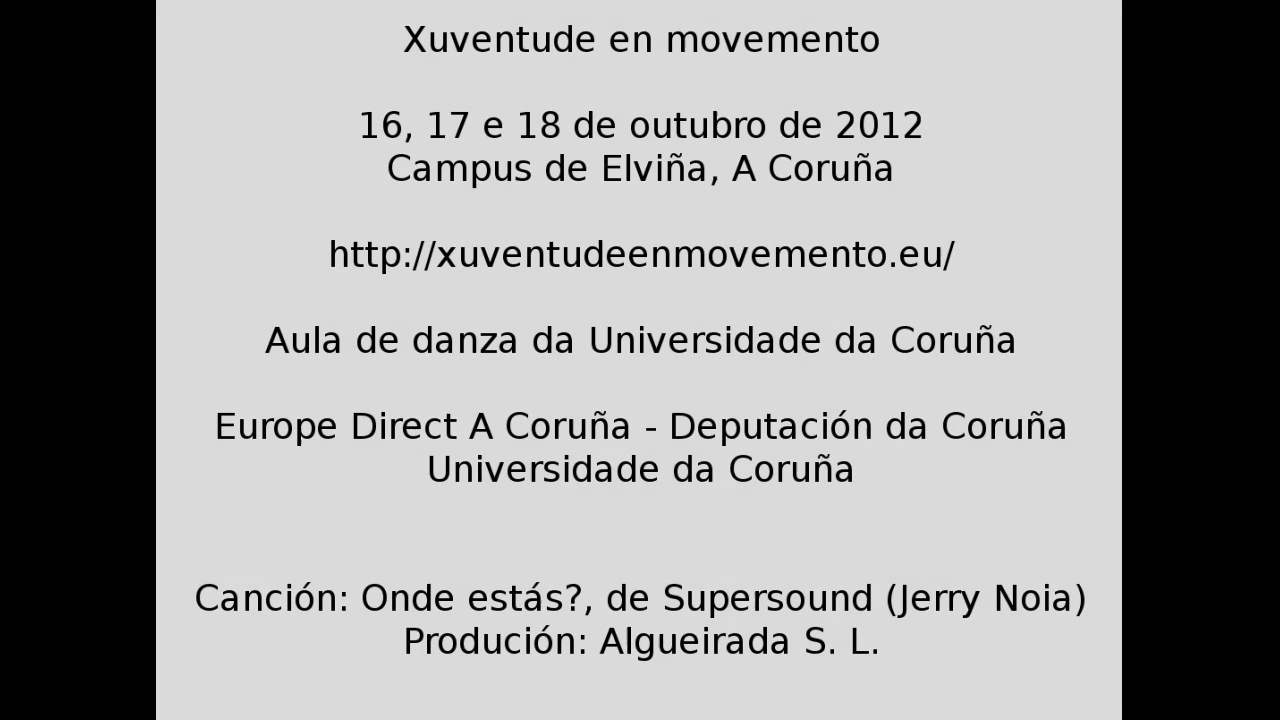 Xuventude en movemento
16, 17 e 18 de outubro de 2012
Campus de Elviña, A Coruña
http://xuventudeenmovemento.eu/
Aula de danza da Universidade da Coruña
Europe Direct A Coruña - Deputación da Coruña
Universidade da Coruña
Canción: Onde estás?, de Supersound (Jerry Noia)
Produción: Algueirada S. L.